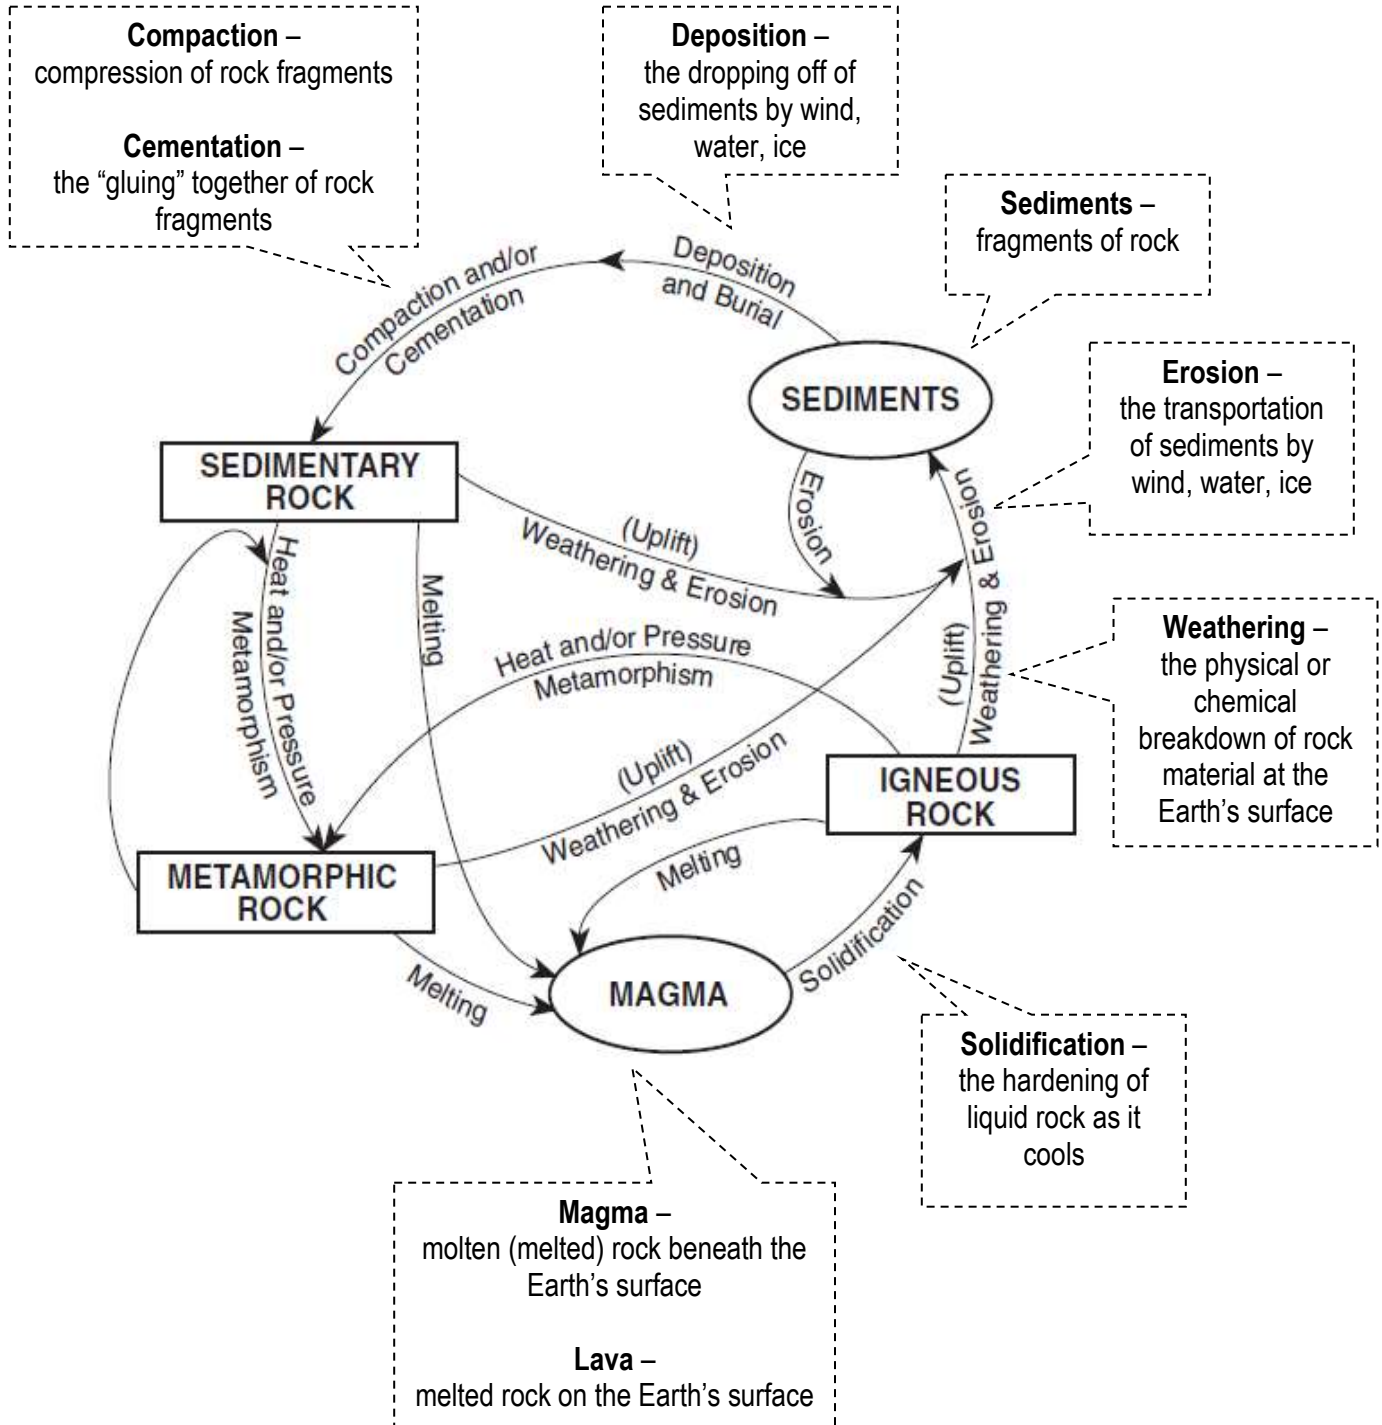 Compaction –
compression of rock fragments
Cementation –
the “gluing” together of rock
fragments
Deposition –
the dropping off of
sediments by wind,
water, ice
Sediments –
fragments of rock
Erosion –
the transportation
of sediments by
wind, water, ice
Weathering –
the physical or
chemical
breakdown of rock
material at the
Earth’s surface
Solidification –
the hardening of
liquid rock as it
cools
Magma –
molten (melted) rock beneath the
Earth’s surface
Lava –
melted rock on the Earth’s surface
Deposition
and Burial
Compaction and/or
Cementation
SEDIMENTS
SEDIMENTARY
ROCK
Erosion
(Uplift)
Weathering & Erosion
(Uplift)
Weathering & Erosion
Heat and/or Pressure
Metamorphism
Melting
Heat and/or Pressure
Metamorphism
(Uplift)
Weathering & Erosion
IGNEOUS
ROCK
METAMORPHIC
ROCK
Melting
Melting
Solidification
MAGMA